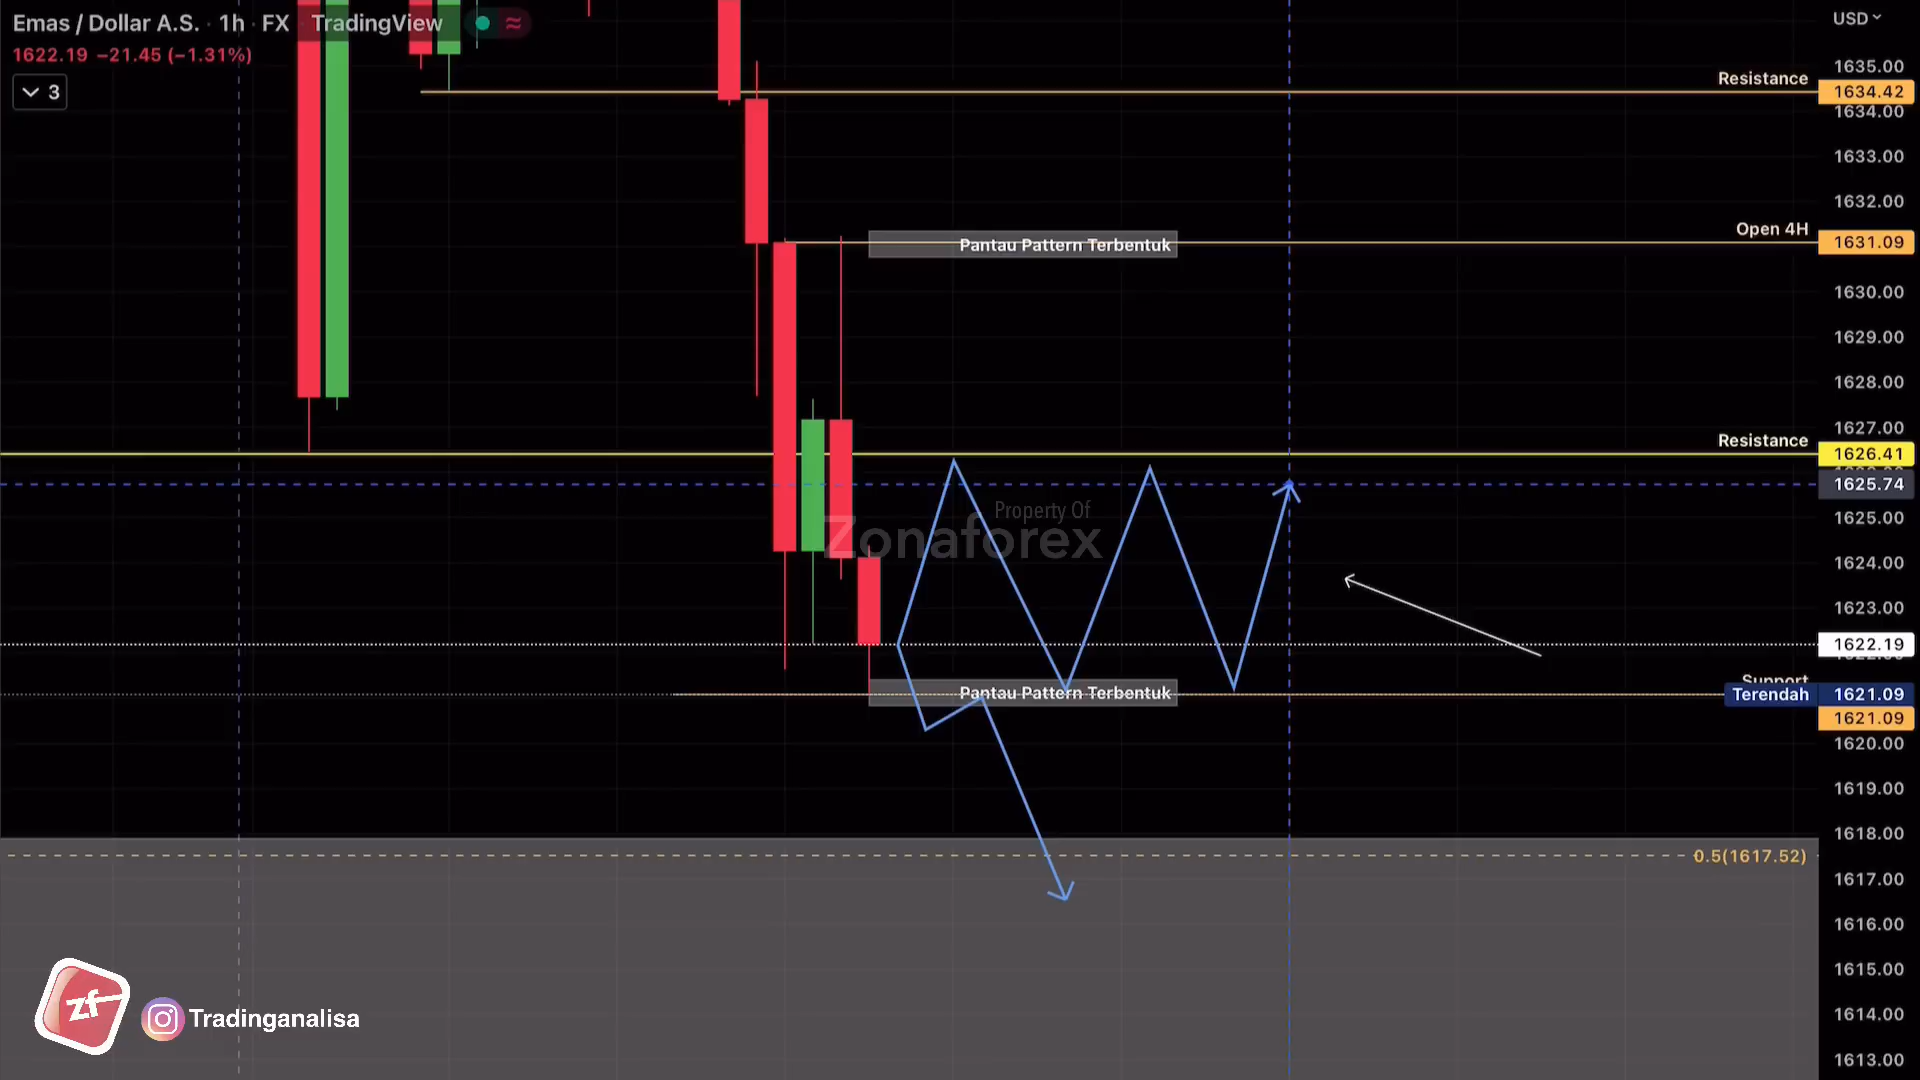 Emas / Dollar A.S. · 1h · FX TradingView
1622.19 −21.45 (−1.31%)
3
USD
1635.00
Resistance
1634.42
1634.00
1633.00
1632.00
Open 4H
1631.09
Pantau Pattern Terbentuk
1630.00
1629.00
1628.00
1627.00
Resistance
1626.41
1625.74
Property Of
Zonaforex
1625.00
1624.00
1623.00
1622.19
Support
Pantau Pattern Terbentuk
Terendah
1621.09
1621.09
1620.00
1619.00
1618.00
0.5(1617.52)
1617.00
1616.00
1615.00
1614.00
1613.00
zf
Tradinganalisa